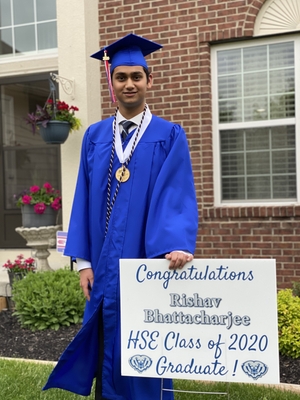 Congratulations
Rishav
Bhattacharjee
HSE Class of 2020
Graduate !